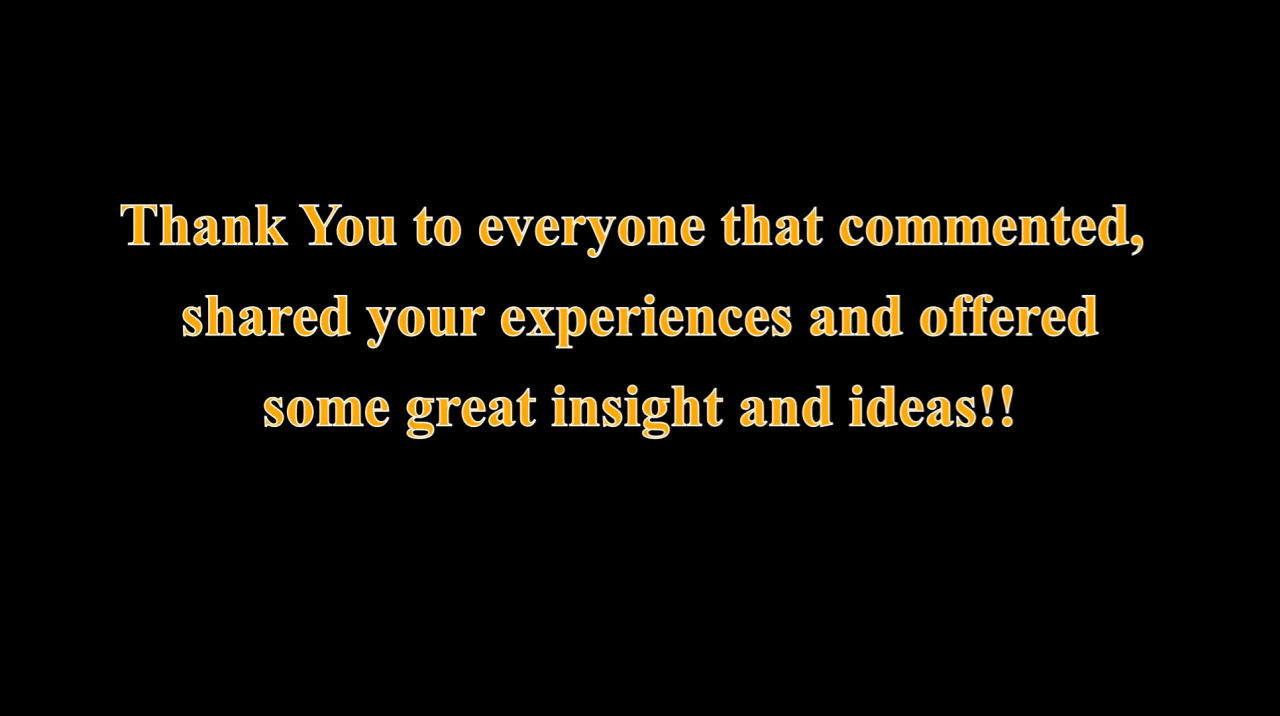 Thank You to everyone that commented,
shared your experiences and offered
some great insight and ideas!!